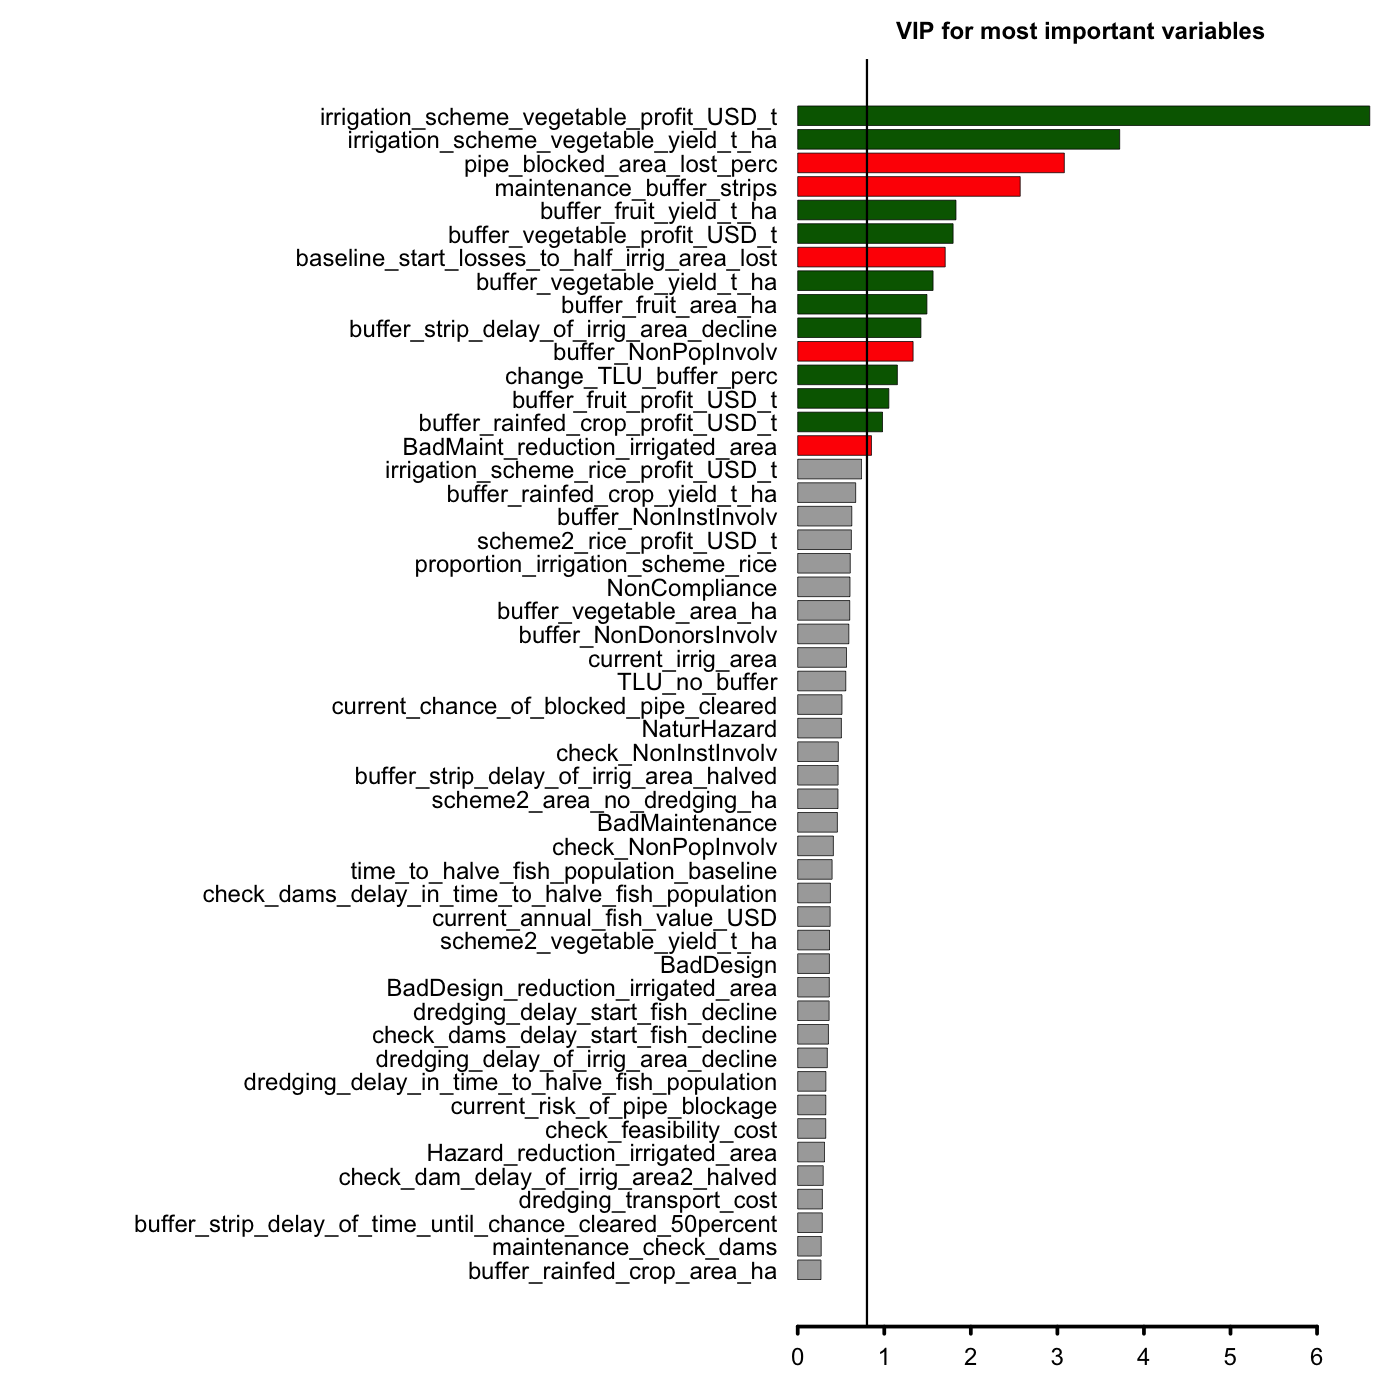 VIP for most important variables
irrigation_scheme_vegetable_profit_USD_t
irrigation_scheme_vegetable_yield_t_ha
pipe_blocked_area_lost_perc
maintenance_buffer_strips
buffer_fruit_yield_t_ha
buffer_vegetable_profit_USD_t
baseline_start_losses_to_half_irrig_area_lost
buffer_vegetable_yield_t_ha
buffer_fruit_area_ha
buffer_strip_delay_of_irrig_area_decline
buffer_NonPopInvolv
change_TLU_buffer_perc
buffer_fruit_profit_USD_t
buffer_rainfed_crop_profit_USD_t
BadMaint_reduction_irrigated_area
irrigation_scheme_rice_profit_USD_t
buffer_rainfed_crop_yield_t_ha
buffer_NonInstInvolv
scheme2_rice_profit_USD_t
proportion_irrigation_scheme_rice
NonCompliance
buffer_vegetable_area_ha
buffer_NonDonorsInvolv
current_irrig_area
TLU_no_buffer
current_chance_of_blocked_pipe_cleared
NaturHazard
check_NonInstInvolv
buffer_strip_delay_of_irrig_area_halved
scheme2_area_no_dredging_ha
BadMaintenance
check_NonPopInvolv
time_to_halve_fish_population_baseline
check_dams_delay_in_time_to_halve_fish_population
current_annual_fish_value_USD
scheme2_vegetable_yield_t_ha
BadDesign
BadDesign_reduction_irrigated_area
dredging_delay_start_fish_decline
check_dams_delay_start_fish_decline
dredging_delay_of_irrig_area_decline
dredging_delay_in_time_to_halve_fish_population
current_risk_of_pipe_blockage
check_feasibility_cost
Hazard_reduction_irrigated_area
check_dam_delay_of_irrig_area2_halved
dredging_transport_cost
buffer_strip_delay_of_time_until_chance_cleared_50percent
maintenance_check_dams
buffer_rainfed_crop_area_ha
0 1 2 3 4 5 6